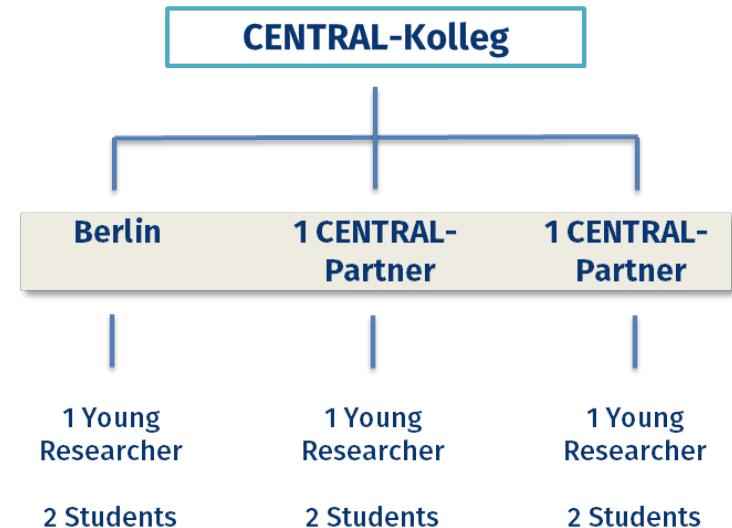 CENTRAL-Kolleg
Berlin
1 CENTRAL-
Partner
1 CENTRAL-
Partner
1 Young
Researcher
2 Students
1 Young
Researcher
2 Students
1 Young
Researcher
2 Students